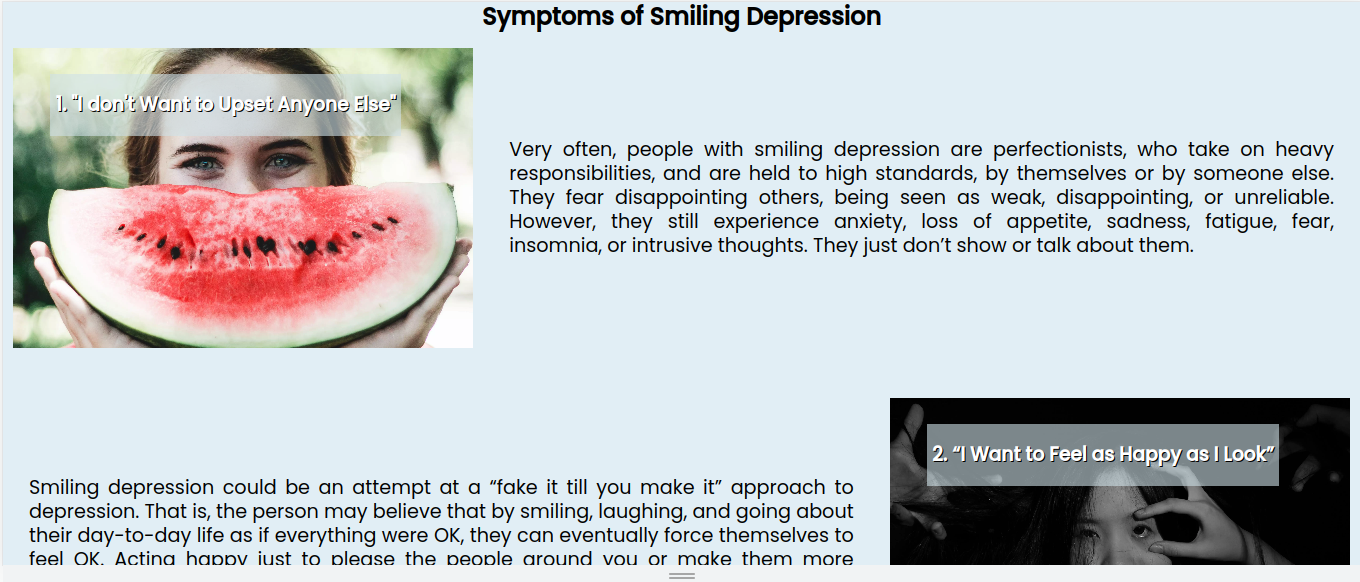 Symptoms of Smiling Depression
1. "I don't Want to Upset Anyone Else"
Very often, people with smiling depression are perfectionists, who take on heavy
responsibilities, and are held to high standards, by themselves or by someone else.
They fear disappointing others, being seen as weak, disappointing, or unreliable.
However, they still experience anxiety, loss of appetite, sadness, fatigue, fear,
insomnia, or intrusive thoughts. They just don’t show or talk about them.
2. “I Want to Feel as Happy as I Look”
Smiling depression could be an attempt at a “fake it till you make it” approach to
depression. That is, the person may believe that by smiling, laughing, and going about
their day-to-day life as if everything were OK, they can eventually force themselves to
feel OK. Acting happy just to please the people around you or make them more